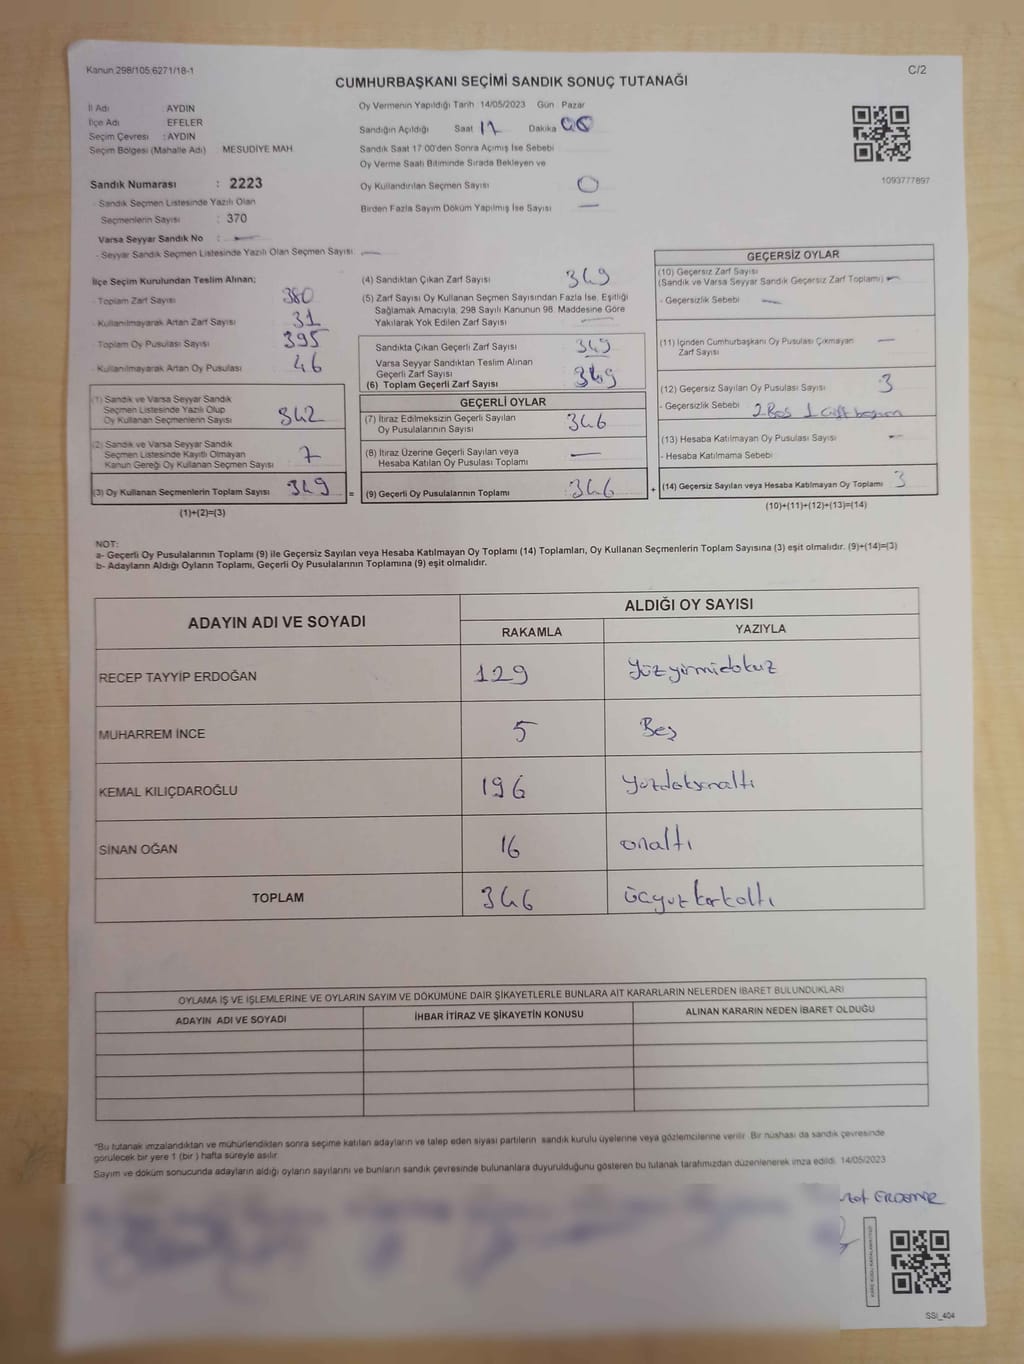 Kanun 298/105 6271/18-1
C/2
CUMHURBAŞKANI SEÇİMİ SANDIK SONUÇ TUTANAĞI
İl Adı : AYDIN
İlçe Adı : EFELER
Seçim Çevresi : AYDIN
Seçim Bölgesi (Mahalle Adı) MESUDİYE MAH.
Sandık Numarası : 2223
- Sandık Seçmen Listesinde Yazılı Olan
Seçmenlerin Sayısı : 370
Varsa Seyyar Sandık No : —
- Seyyar Sandık Seçmen Listesinde Yazılı Olan Seçmen Sayısı —
Oy Vermenin Yapıldığı Tarih 14/05/2023 Gün Pazar
Sandığın Açıldığı Saat 17 Dakika 00
Sandık Saat 17:00'den Sonra Açımış İse Sebebi
Oy Verme Saati Bitiminde Sırada Bekleyen ve
Oy Kullandırılan Seçmen Sayısı 0
Birden Fazla Sayım Döküm Yapılmış İse Sayısı —
1093777897
İlçe Seçim Kurulundan Teslim Alınan;
- Toplam Zarf Sayısı 380
- Kullanılmayarak Artan Zarf Sayısı 31
- Toplam Oy Pusulası Sayısı 395
- Kullanılmayarak Artan Oy Pusulası 46
(1) Sandık ve Varsa Seyyar Sandık
Seçmen Listesinde Yazılı Olup
Oy Kullanan Seçmenlerin Sayısı 342
(2) Sandık ve Varsa Seyyar Sandık
Seçmen Listesinde Kayıtlı Olmayan
Kanun Gereği Oy Kullanan Seçmen Sayısı 7
(3) Oy Kullanan Seçmenlerin Toplam Sayısı 349
(1)+(2)=(3)
(4) Sandıktan Çıkan Zarf Sayısı 349
(5) Zarf Sayısı Oy Kullanan Seçmen Sayısından Fazla İse, Eşitliği
Sağlamak Amacıyla; 298 Sayılı Kanunun 98. Maddesine Göre
Yakılarak Yok Edilen Zarf Sayısı —
Sandıkta Çıkan Geçerli Zarf Sayısı 349
Varsa Seyyar Sandıktan Teslim Alınan
Geçerli Zarf Sayısı
(6) Toplam Geçerli Zarf Sayısı 349
GEÇERLİ OYLAR
(7) İtiraz Edilmeksizin Geçerli Sayılan
Oy Pusulalarının Sayısı 346
(8) İtiraz Üzerine Geçerli Sayılan veya
Hesaba Katılan Oy Pusulası Toplamı —
= (9) Geçerli Oy Pusulalarının Toplamı 346
GEÇERSİZ OYLAR
(10) Geçersiz Zarf Sayısı
(Sandık ve Varsa Seyyar Sandık Geçersiz Zarf Toplamı) —
- Geçersizlik Sebebi —
(11) İçinden Cumhurbaşkanı Oy Pusulası Çıkmayan
Zarf Sayısı —
(12) Geçersiz Sayılan Oy Pusulası Sayısı 3
- Geçersizlik Sebebi 2 Boş 1 Çift
(13) Hesaba Katılmayan Oy Pusulası Sayısı —
- Hesaba Katılmama Sebebi
+ (14) Geçersiz Sayılan veya Hesaba Katılmayan Oy Toplamı 3
(10)+(11)+(12)+(13)=(14)
NOT:
a- Geçerli Oy Pusulalarının Toplamı (9) ile Geçersiz Sayılan veya Hesaba Katılmayan Oy Toplamı (14) Toplamları, Oy Kullanan Seçmenlerin Toplam Sayısına (3) eşit olmalıdır. (9)+(14)=(3)
b- Adayların Aldığı Oyların Toplamı, Geçerli Oy Pusulalarının Toplamına (9) eşit olmalıdır.
ADAYIN ADI VE SOYADI
ALDIĞI OY SAYISI
RAKAMLA YAZIYLA
RECEP TAYYİP ERDOĞAN 129 Yüzyirmidokuz
MUHARREM İNCE 5 Beş
KEMAL KILIÇDAROĞLU 196 Yüzdoksanaltı
SİNAN OĞAN 16 onaltı
TOPLAM 346 üçyüzkırkaltı
OYLAMA İŞ VE İŞLEMLERİNE VE OYLARIN SAYIM VE DÖKÜMÜNE DAİR ŞİKAYETLERLE BUNLARA AİT KARARLARIN NELERDEN İBARET BULUNDUKLARI
ADAYIN ADI VE SOYADI İHBAR İTİRAZ VE ŞİKAYETİN KONUSU ALINAN KARARIN NEDEN İBARET OLDUĞU
"Bu tutanak imzalandıktan ve mühürlendikten sonra seçime katılan adayların ve talep eden siyasi partilerin sandık kurulu üyelerine veya gözlemcilerine verilir. Bir nüshası da sandık çevresinde
görülecek bir yere 1 (bir ) hafta süreyle asılır.
Sayım ve döküm sonucunda adayların aldığı oyların sayılarını ve bunların sandık çevresinde bulunanlara duyurulduğunu gösteren bu tutanak tarafımızdan düzenlenerek imza edildi. 14/05/2023
ERDEMİR
SSI_404